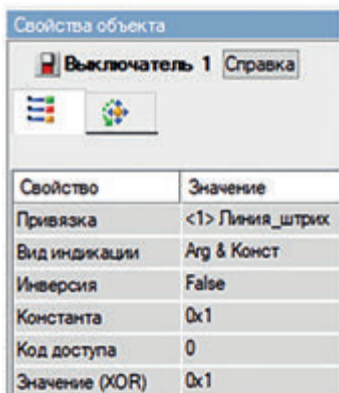 Свойства объекта
Выключатель 1 Справка
Свойство Значение
Привязка <1> Линия_штрих
Вид индикации Arg & Конст
Инверсия False
Константа 0x1
Код доступа 0
Значение (XOR) 0x1